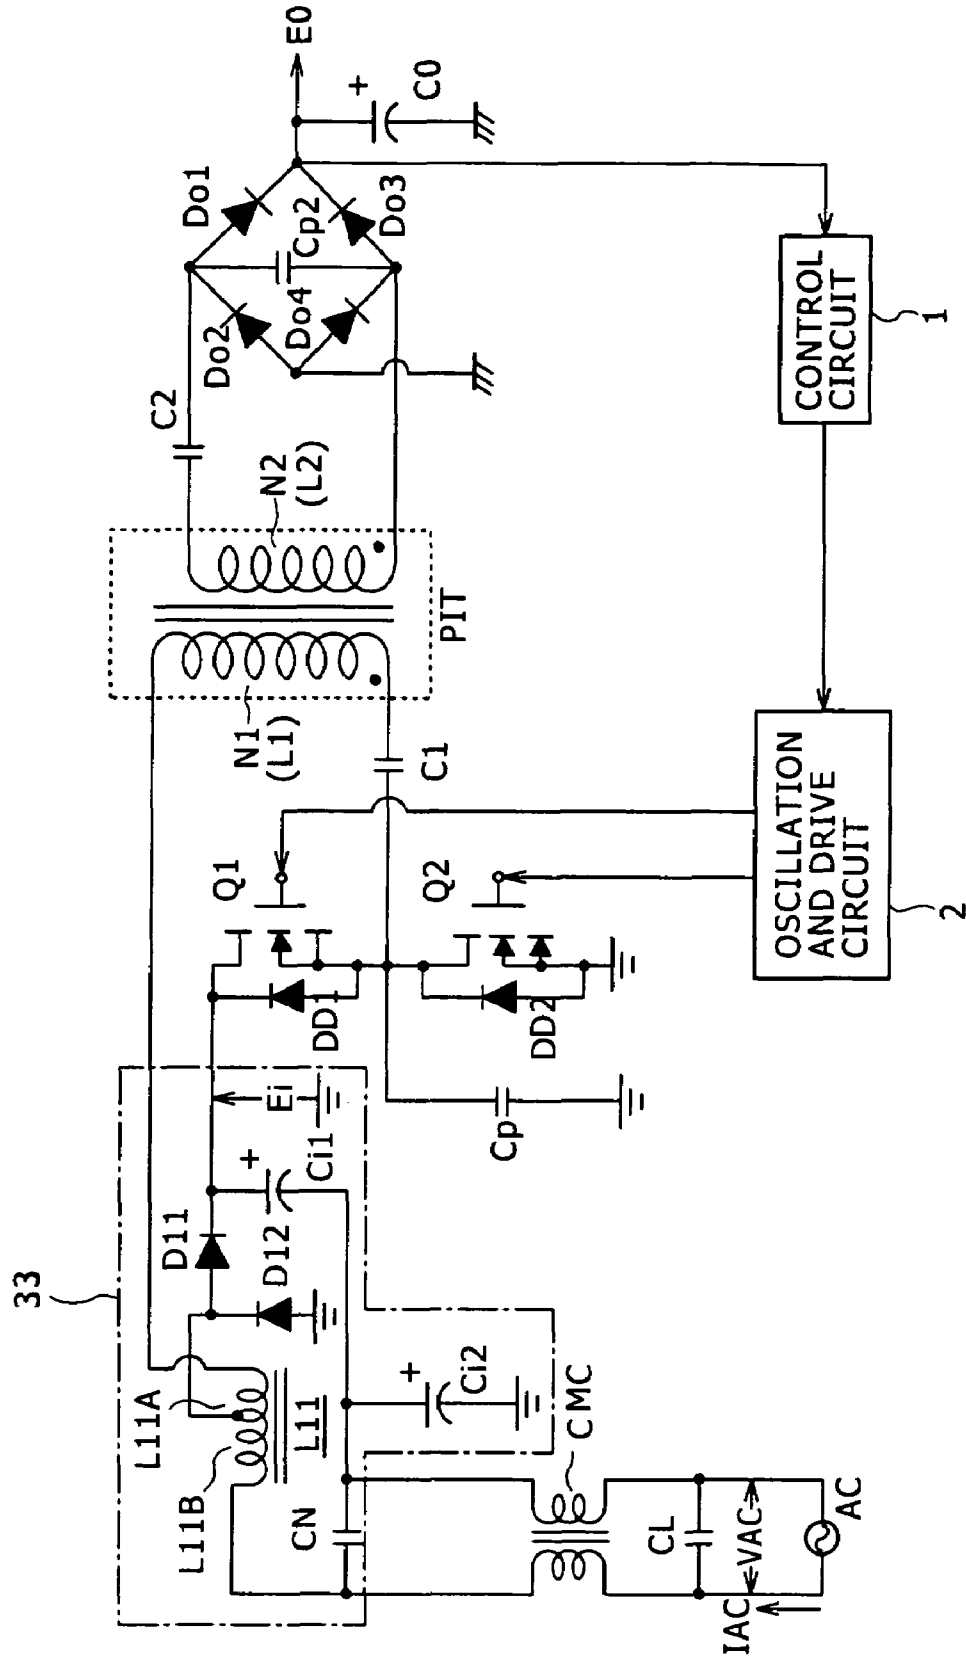 33
L11A
L11B
L11
CN
D11
D12
Ci1
Ei
Ci2
CMC
CL
VAC
IAC
AC
Q1
DD1
Q2
DD2
Cp
C1
N1
(L1)
PIT
N2
(L2)
C2
Do1
Do2
Do3
Do4
Cp2
C0
+
E0
+
+
CONTROL
CIRCUIT
1
OSCILLATION
AND DRIVE
CIRCUIT
2